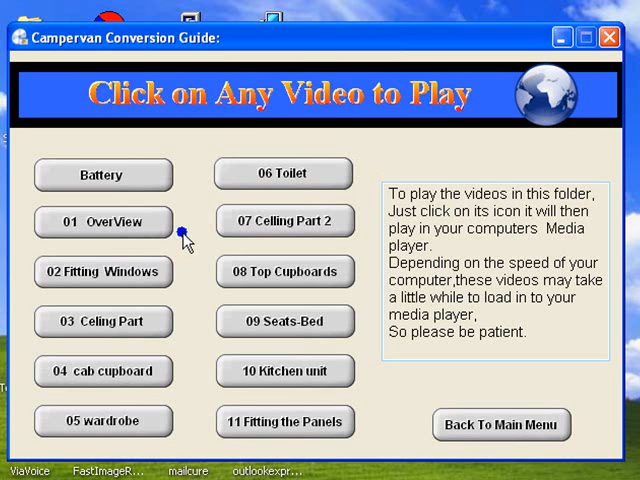 Campervan Conversion Guide:
Click on Any Video to Play
Battery
01 OverView
02 Fitting Windows
03 Celing Part
04 cab cupboard
05 wardrobe
06 Toilet
07 Celling Part 2
08 Top Cupboards
09 Seats-Bed
10 Kitchen unit
11 Fitting the Panels
To play the videos in this folder,
Just click on its icon it will then
play in your computers Media
player.
Depending on the speed of your
computer,these videos may take
a little while to load in to your
media player,
So please be patient.
Back To Main Menu
ViaVoice
FastImageR...
mailcure
outlookexpr...